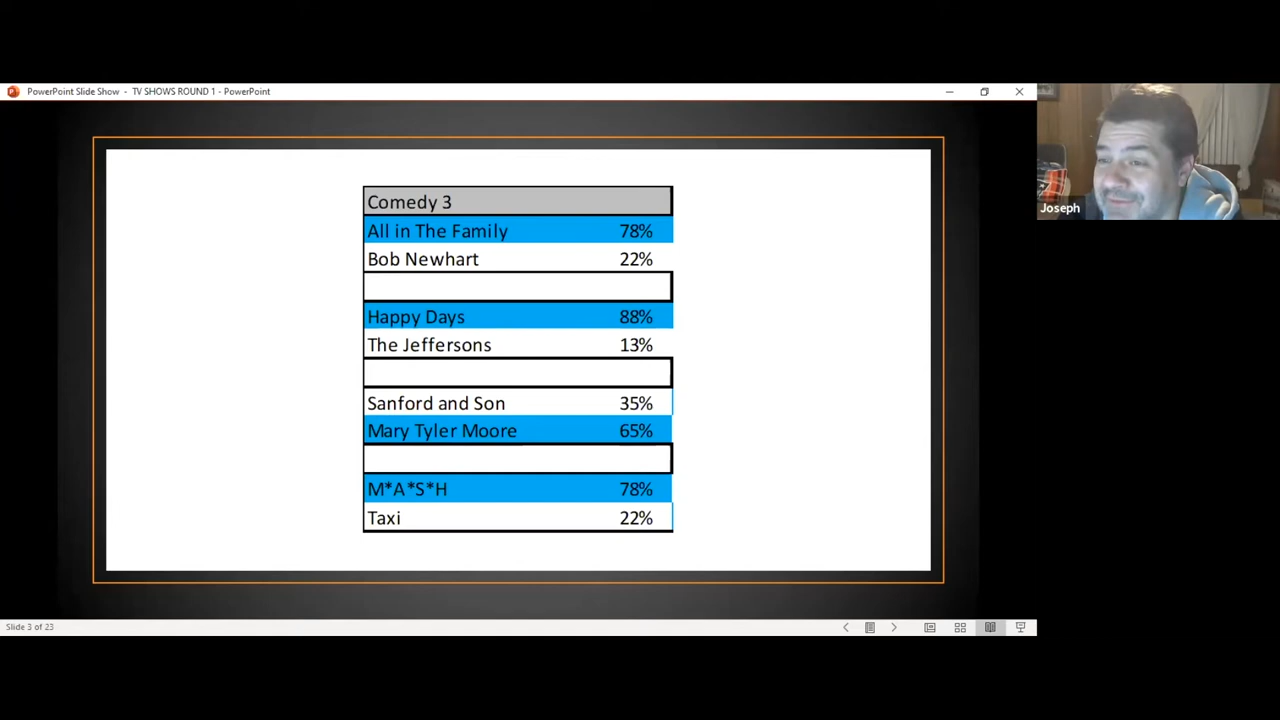 PowerPoint Slide Show - TV SHOWS ROUND 1 - PowerPoint
Joseph
Comedy 3
All in The Family 78%
Bob Newhart 22%
Happy Days 88%
The Jeffersons 13%
Sanford and Son 35%
Mary Tyler Moore 65%
M*A*S*H 78%
Taxi 22%
Slide 3 of 23